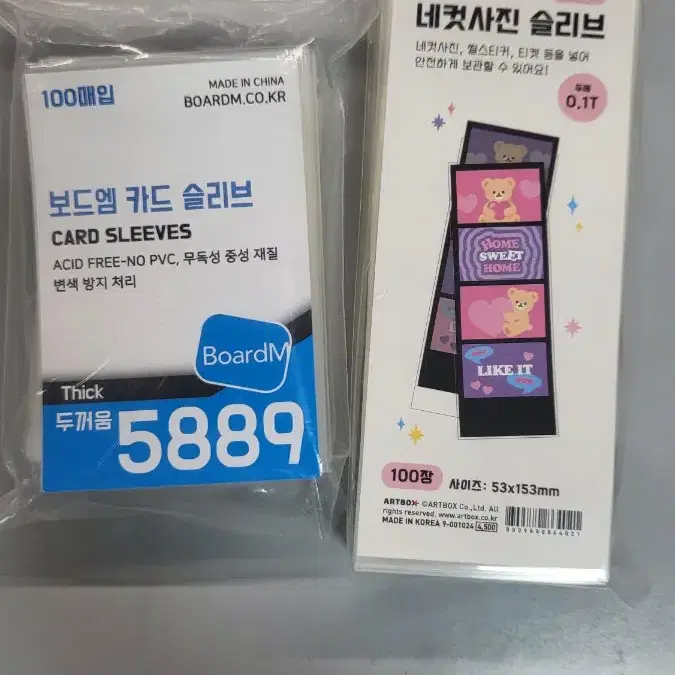 100매입
MADE IN CHINA
BOARDM.CO.KR
보드엠 카드 슬리브
CARD SLEEVES
ACID FREE-NO PVC, 무독성 중성 재질
변색 방지 처리
BoardM
Thick
두꺼움
5889
네컷사진 슬리브
네컷사진, 씰스티커, 티켓 등을 넣어
안전하게 보관할 수 있어요!
두께
0.1T
HOME
SWEET
HOME
LIKE IT
100장
사이즈: 53x153mm
ARTBOX ©ARTBOX Co.,Ltd. All
rights reserved. www.artbox.co.kr
MADE IN KOREA 9-001024 4,500